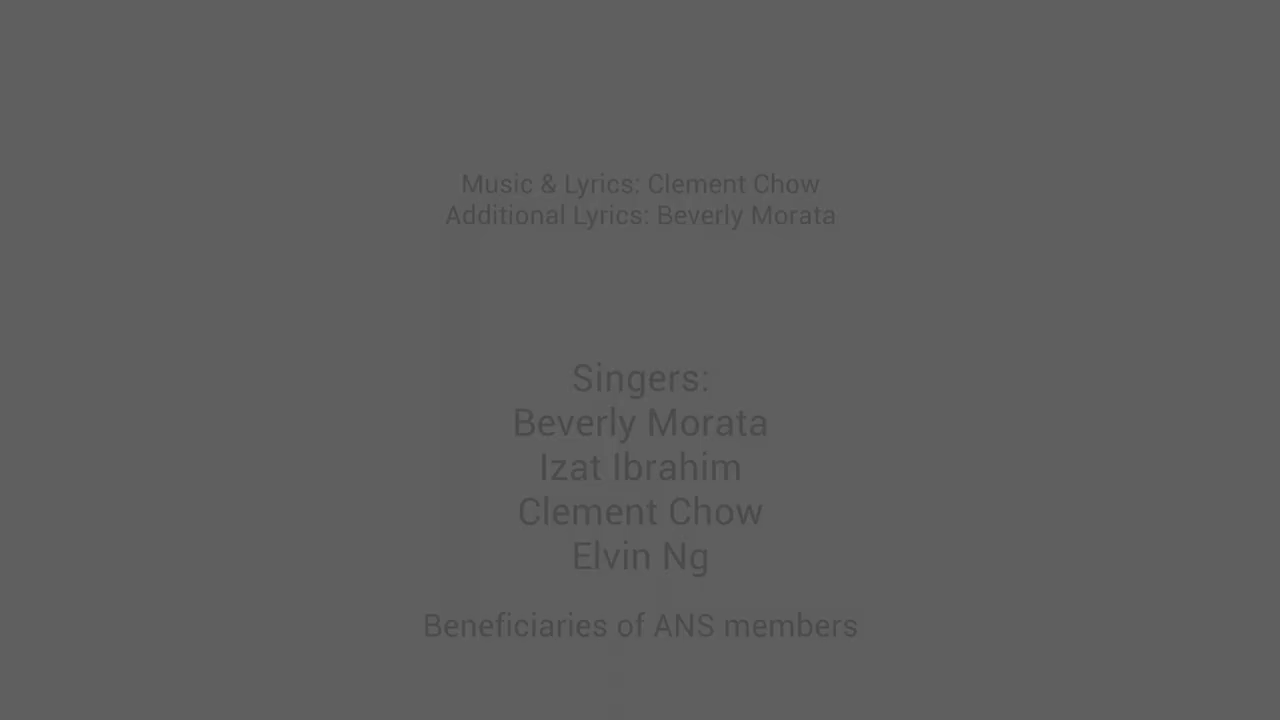 Music & Lyrics: Clement Chow
Additional Lyrics: Beverly Morata
Singers:
Beverly Morata
Izat Ibrahim
Clement Chow
Elvin Ng
Beneficiaries of ANS members